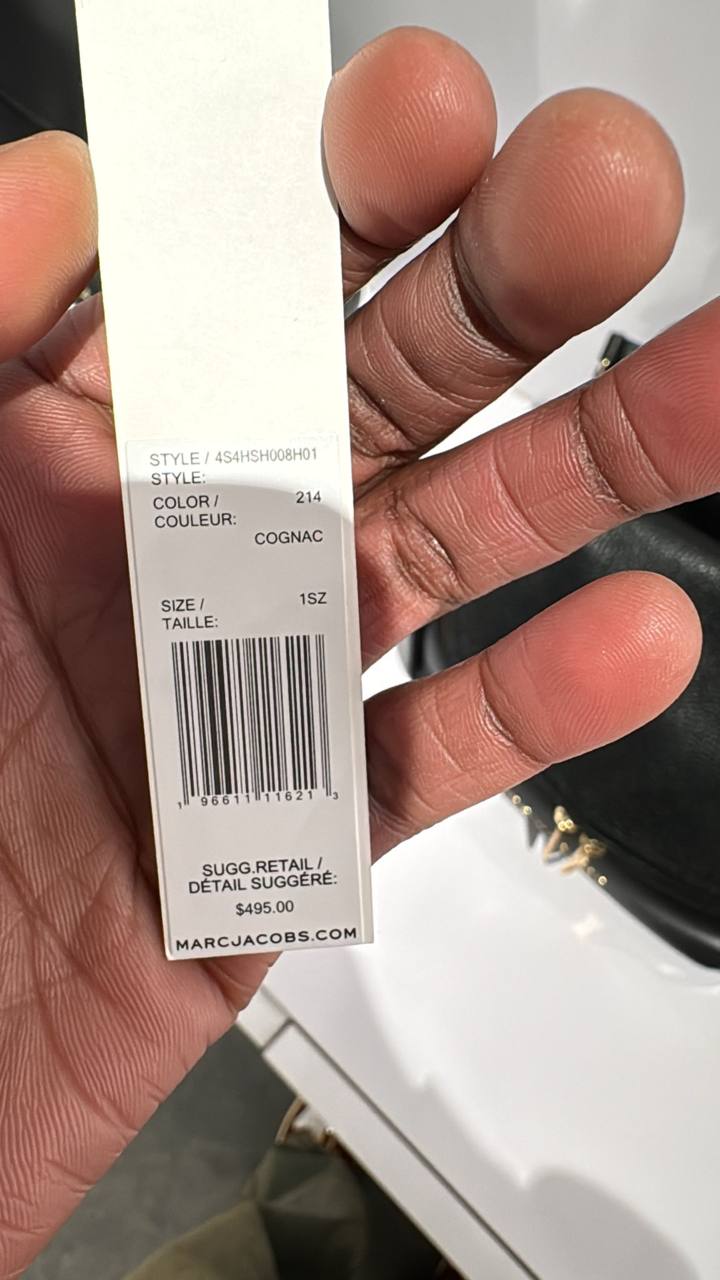 STYLE / 4S4HSH008H01
STYLE:
COLOR / 214
COULEUR:
COGNAC
SIZE / 1SZ
TAILLE:
1 96611 11621 3
SUGG.RETAIL /
DÉTAIL SUGGÉRÉ:
$495.00
MARCJACOBS.COM